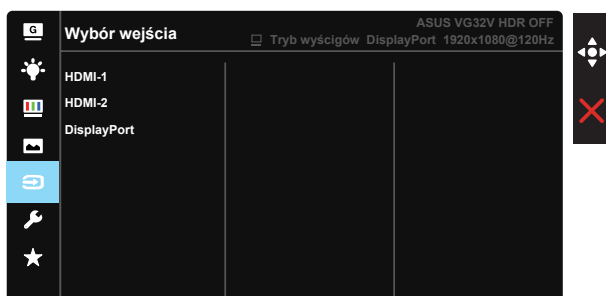 G
Wybór wejścia
ASUS VG32V HDR OFF
Tryb wyścigów DisplayPort 1920x1080@120Hz
HDMI-1
HDMI-2
DisplayPort